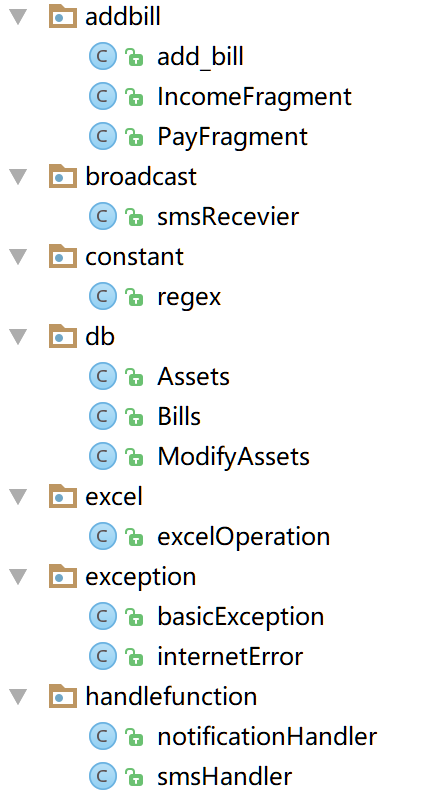 addbill
add_bill
IncomeFragment
PayFragment
broadcast
smsRecevier
constant
regex
db
Assets
Bills
ModifyAssets
excel
excelOperation
exception
basicException
internetError
handlefunction
notificationHandler
smsHandler